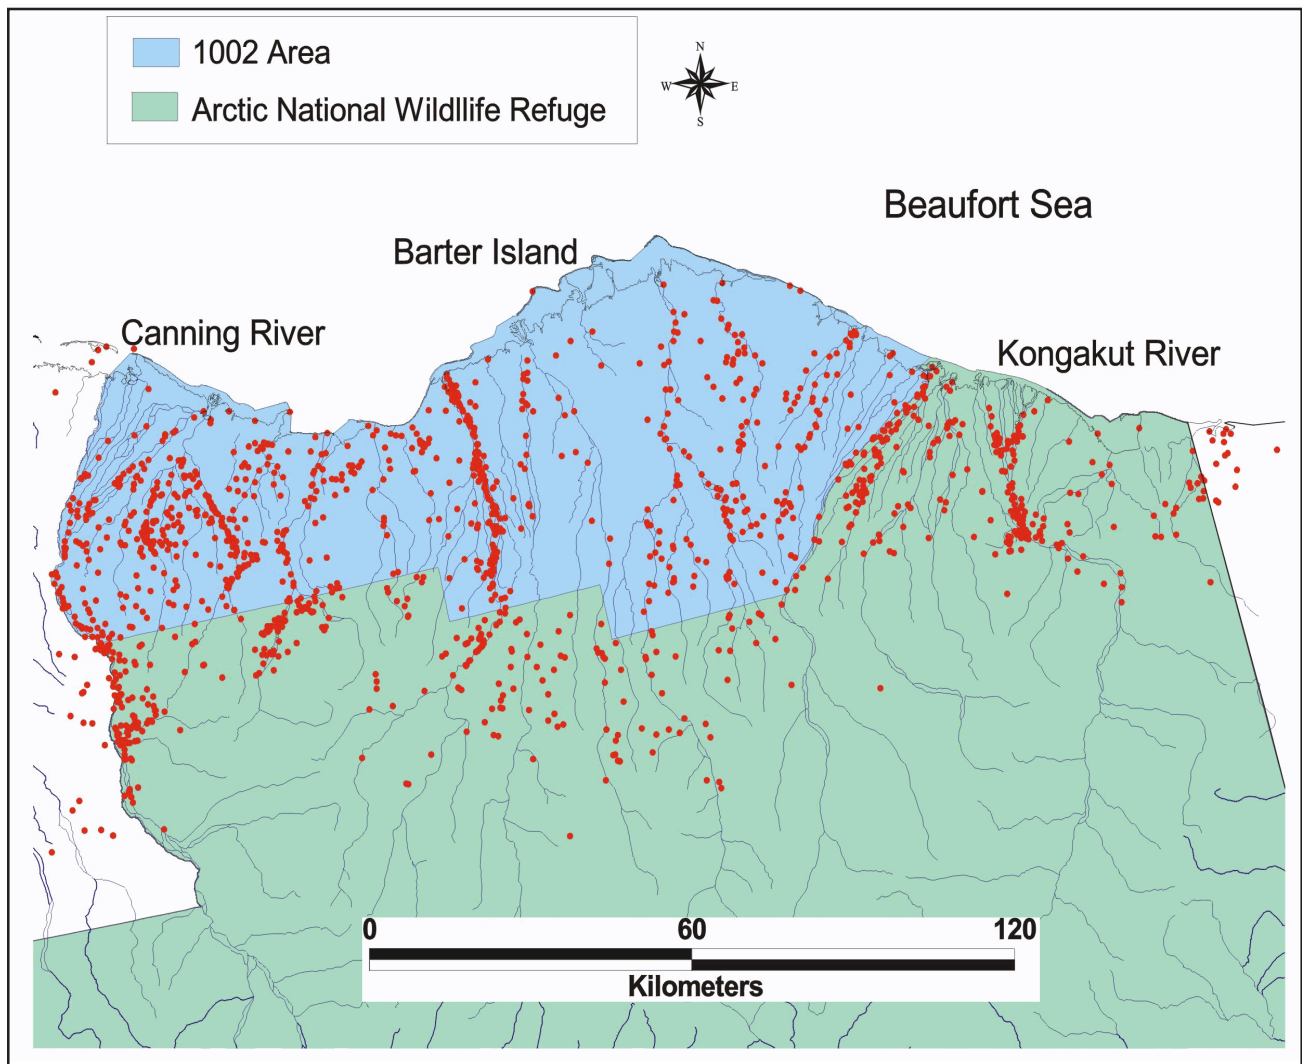 1002 Area
Arctic National Wildllife Refuge
N
W E
S
Beaufort Sea
Barter Island
Canning River
Kongakut River
0 60 120
Kilometers